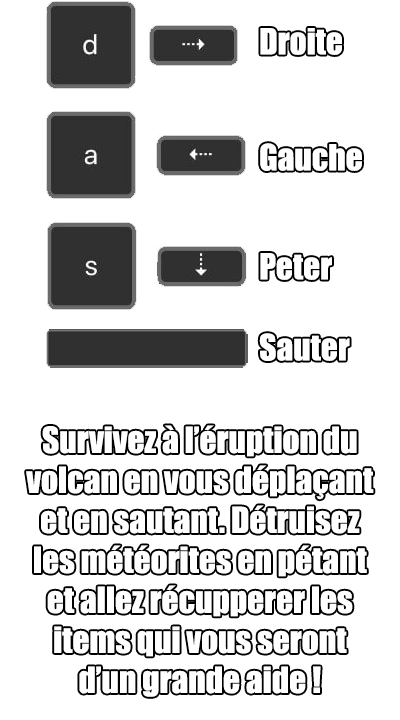 d Droite
a Gauche
s Peter
Sauter
Survivez à l'éruption du
volcan en vous déplaçant
et en sautant. Détruisez
les météorites en pétant
et allez récupperer les
items qui vous seront
d'un grande aide !